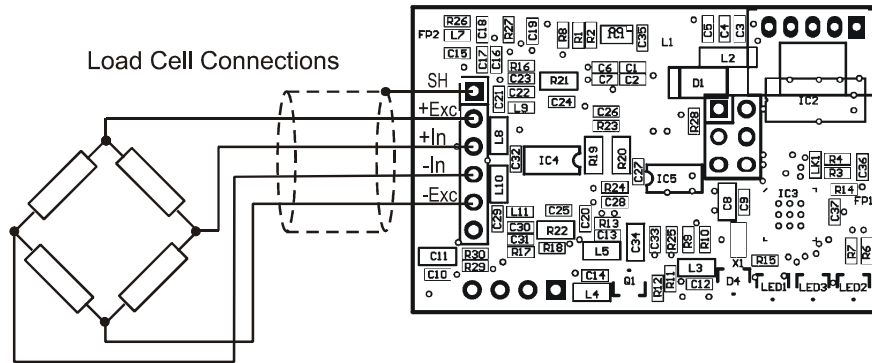 Load Cell Connections
SH
+Exc
+In
-In
-Exc
FP2
R26
L7
C15
C18
C17
C16
R27
C19
R8
R1
R2
C35
L1
C5
C4
C3
L2
D1
IC2
R16
C23
C22
L9
C21
R21
C24
C6
C1
C7
C2
C26
R23
R28
L8
C32
IC4
R19
R20
C27
IC5
LK1
R4
R3
C36
R14
FP1
L10
C29
L11
C30
C31
R17
C25
R22
R18
C20
R24
C28
R13
C13
L5
C34
C33
R25
R9
R10
C8
C9
IC3
C37
R7
R6
C11
C10
R30
R29
C14
L4
Q1
R12
R11
L3
C12
X1
D4
R15
LED1
LED3
LED2